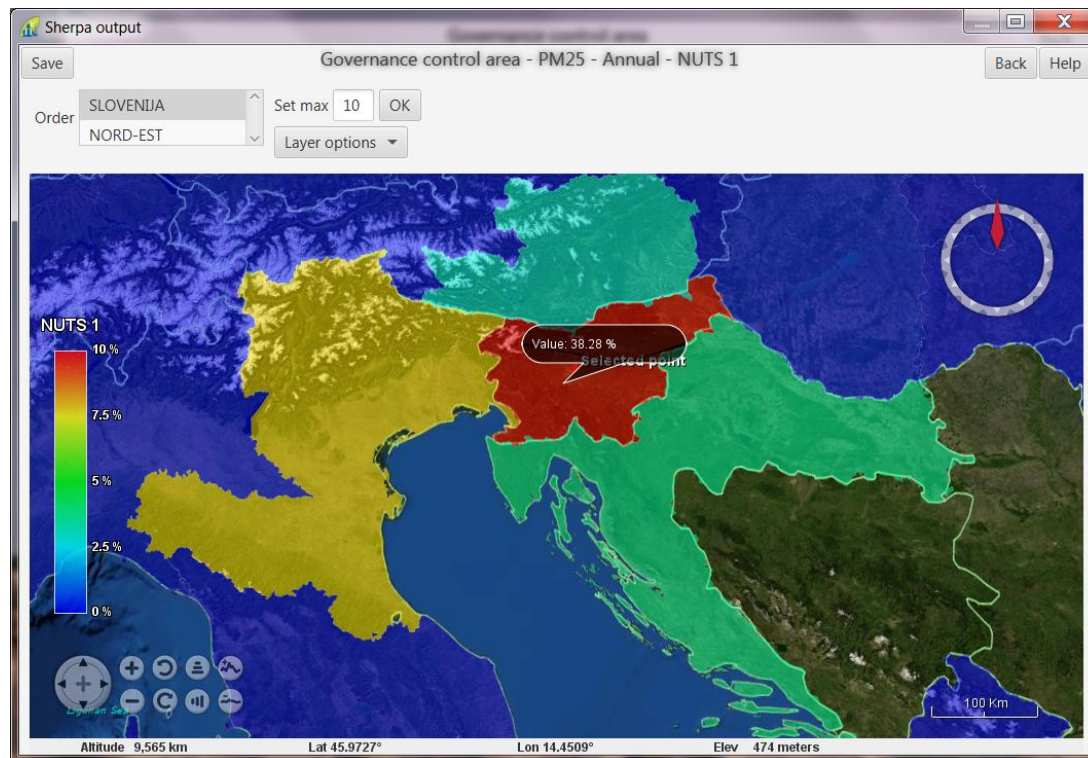 Sherpa output
Save
Governance control area - PM25 - Annual - NUTS 1
Back
Help
Order
SLOVENIJA
NORD-EST
Set max 10 OK
Layer options
Value: 38.28 %
Selected point
NUTS 1
10 %
7.5 %
5 %
2.5 %
0 %
100 Km
Ligurian Sea
Altitude 9,565 km
Lat 45.9727°
Lon 14.4509°
Elev 474 meters